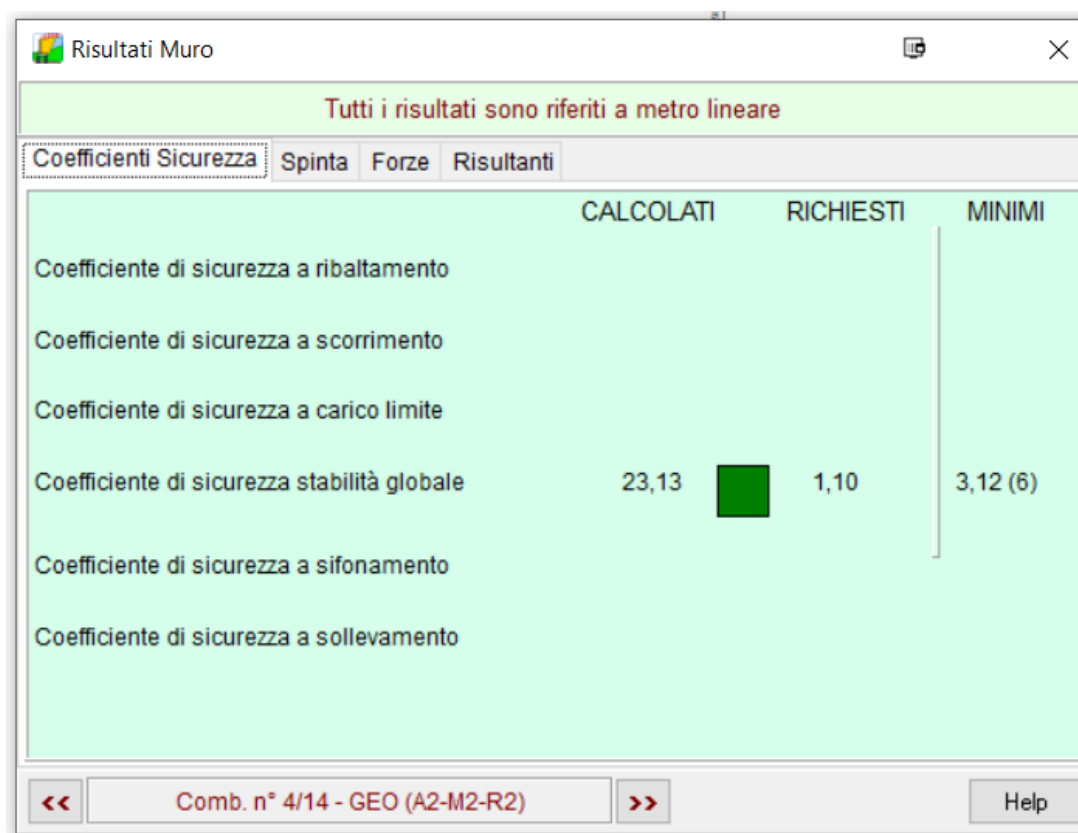 Risultati Muro
Tutti i risultati sono riferiti a metro lineare
Coefficienti Sicurezza Spinta Forze Risultanti
CALCOLATI RICHIESTI MINIMI
Coefficiente di sicurezza a ribaltamento
Coefficiente di sicurezza a scorrimento
Coefficiente di sicurezza a carico limite
Coefficiente di sicurezza stabilità globale 23,13 1,10 3,12 (6)
Coefficiente di sicurezza a sifonamento
Coefficiente di sicurezza a sollevamento
<< Comb. n° 4/14 - GEO (A2-M2-R2) >> Help